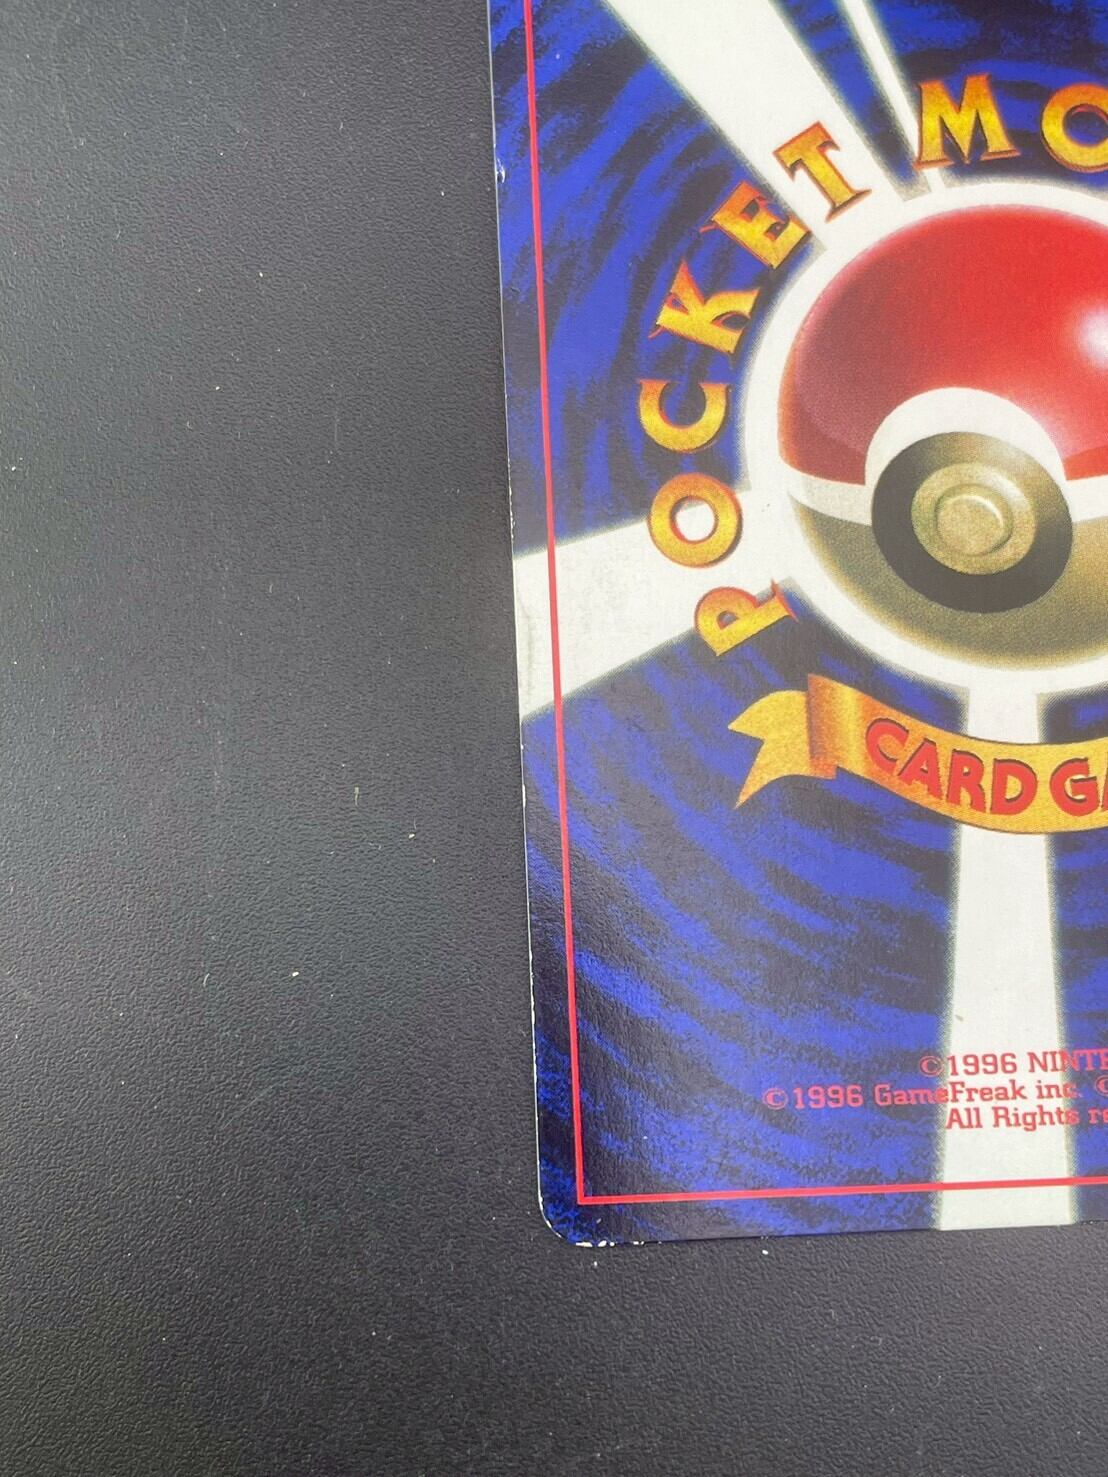 POCKET MO
CARD GA
©1996 NINTE
©1996 GameFreak inc. ©
All Rights re